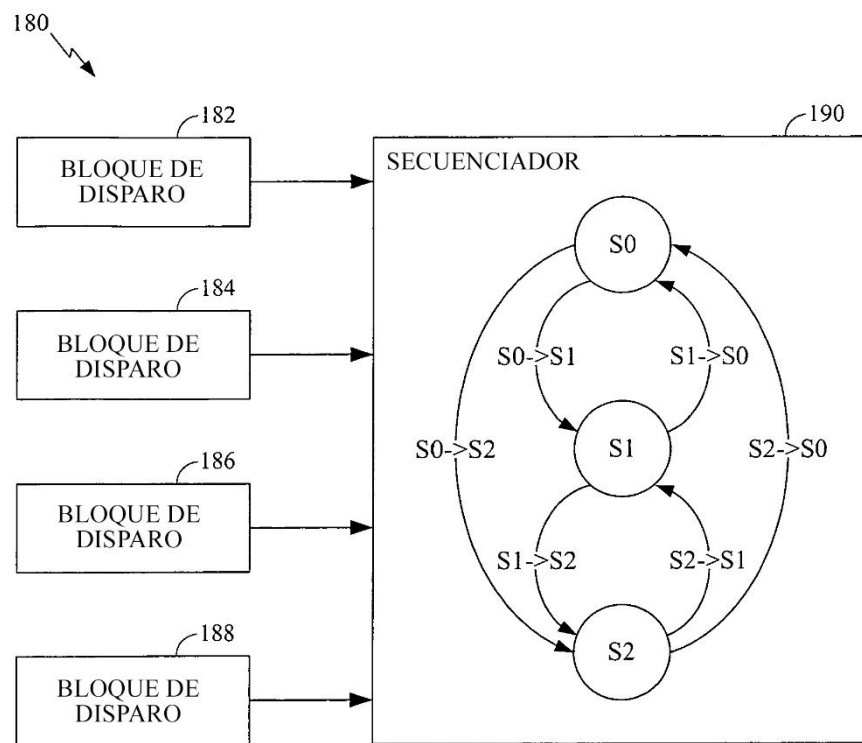 180
182
BLOQUE DE
DISPARO
184
BLOQUE DE
DISPARO
186
BLOQUE DE
DISPARO
188
BLOQUE DE
DISPARO
190
SECUENCIADOR
S0
S0->S1
S1->S0
S0->S2
S1
S2->S0
S1->S2
S2->S1
S2